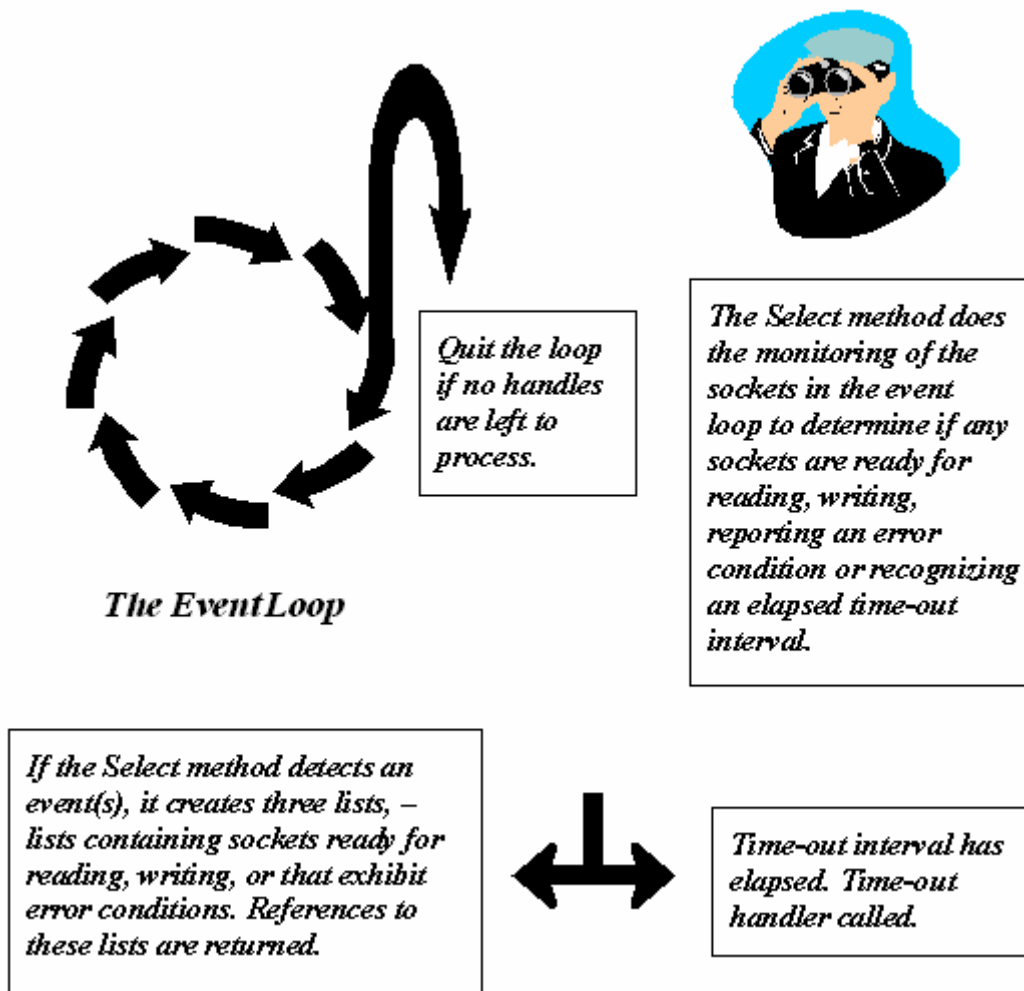 Quit the loop
if no handles
are left to
process.
The Select method does
the monitoring of the
sockets in the event
loop to determine if any
sockets are ready for
reading, writing,
reporting an error
condition or recognizing
an elapsed time-out
interval.
The Event Loop
If the Select method detects an
event(s), it creates three lists, –
lists containing sockets ready for
reading, writing, or that exhibit
error conditions. References to
these lists are returned.
Time-out interval has
elapsed. Time-out
handler called.